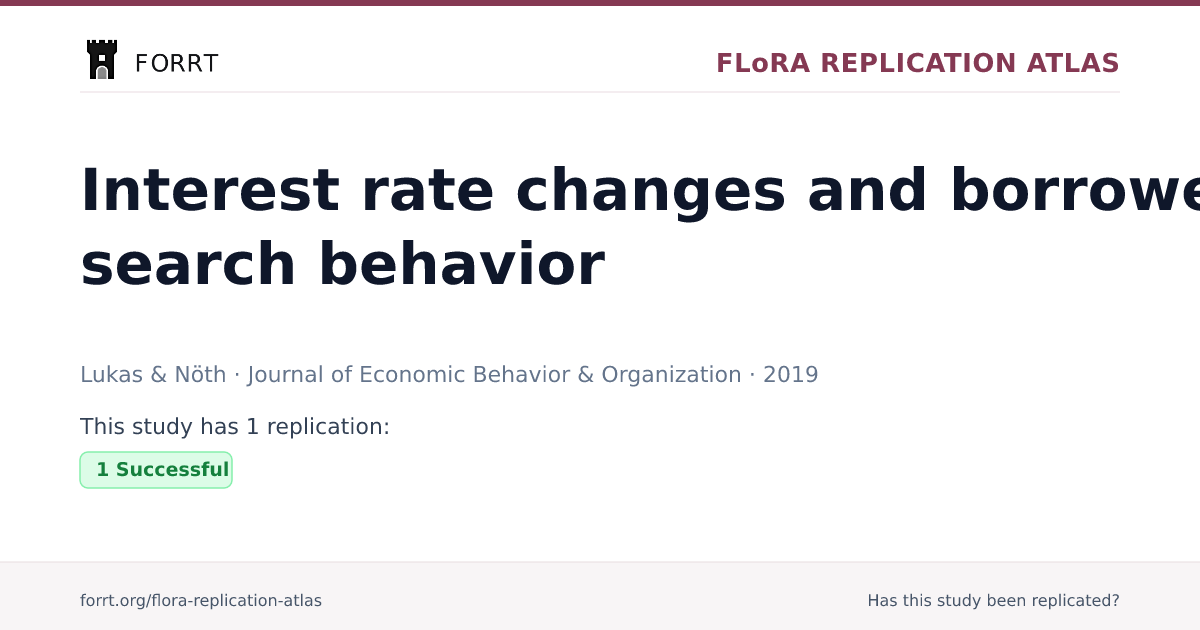 FORRT
FLoRA REPLICATION ATLAS
Interest rate changes and borrowe
search behavior
Lukas & Nöth · Journal of Economic Behavior & Organization · 2019
This study has 1 replication:
1 Successful
forrt.org/flora-replication-atlas
Has this study been replicated?